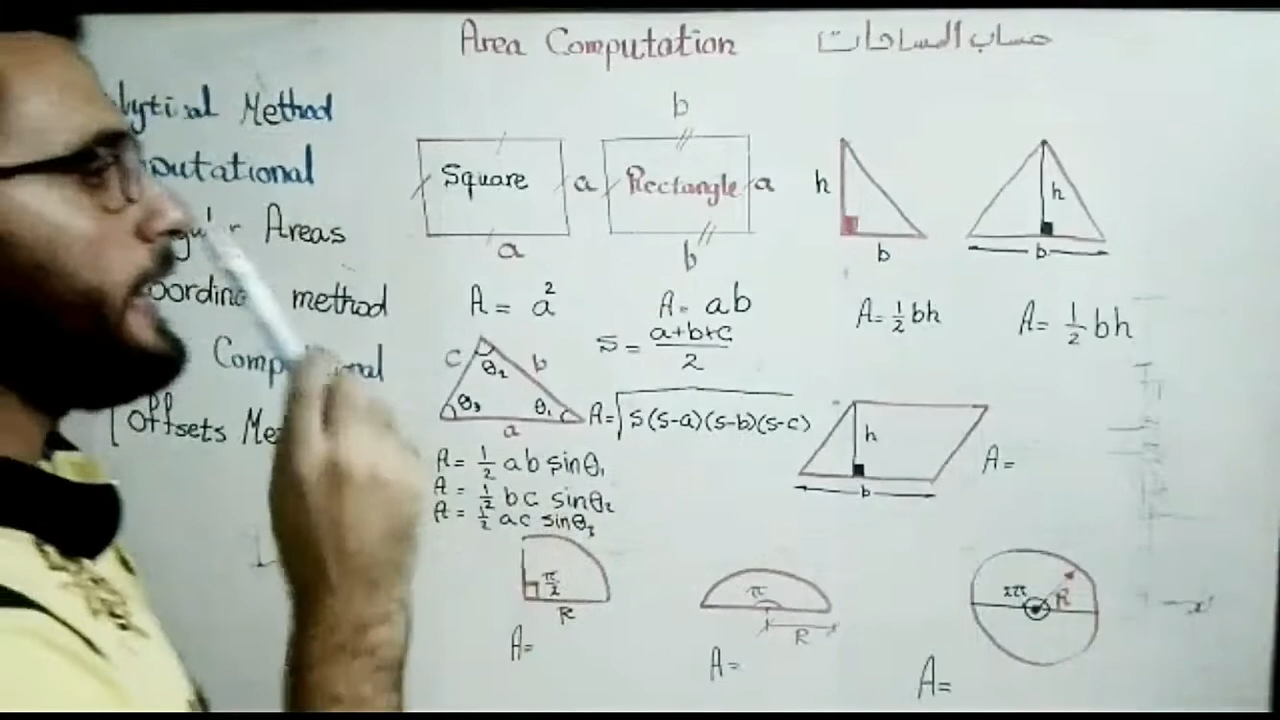 Area Computation
حساب المساحات
Method
Areas
method
Offsets
b
Square
a
Rectangle
a
h
h
a
b
b
b
A = a²
A = ab
A = ½ bh
A = ½ bh
S = (a+b+c)/2
c
θ₂
b
θ₃
θ₁
a
A = √S(S-a)(S-b)(S-c)
h
b
A =
A = ½ ab sinθ₁
A = ½ bc sinθ₂
A = ½ ac sinθ₃
π/2
R
A =
π
R
A =
2π
R
A =